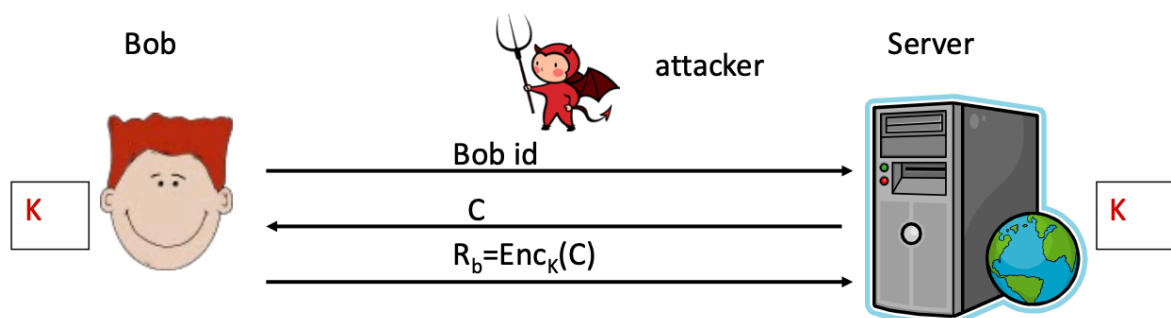 Bob
attacker
Server
Bob id
K
C
K
R_b=Enc_K(C)